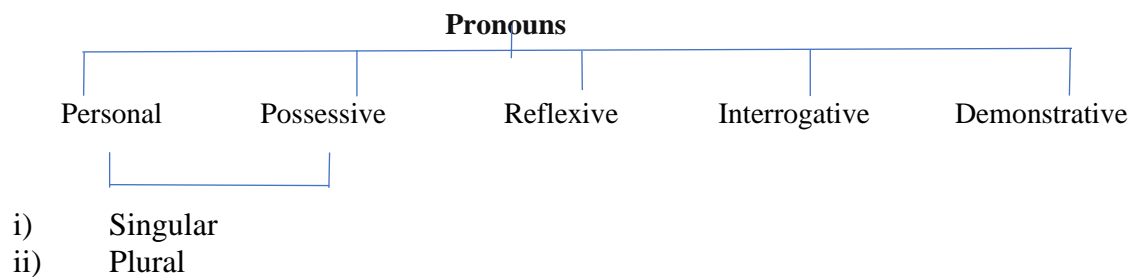 Pronouns
Personal Possessive Reflexive Interrogative Demonstrative
i) Singular
ii) Plural